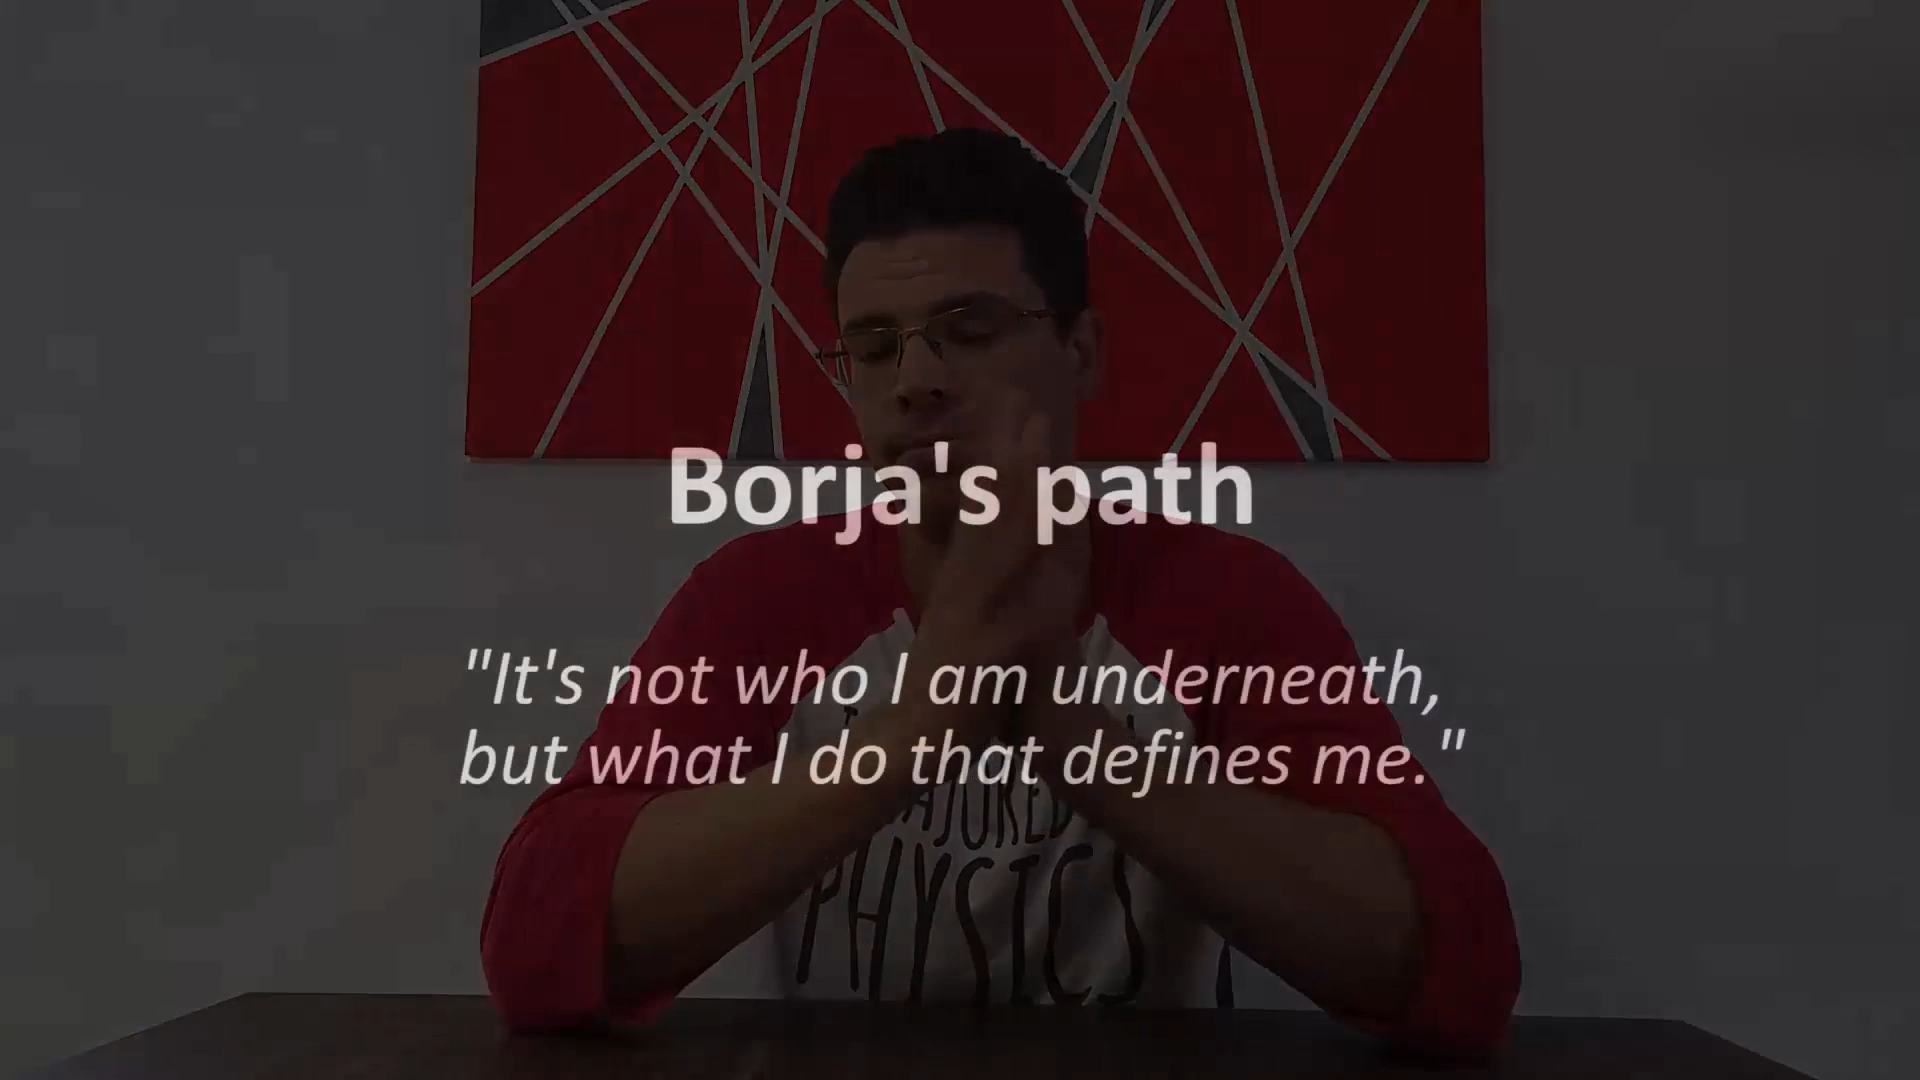 Borja's path
"It's not who I am underneath,
but what I do that defines me."
PHYSICS